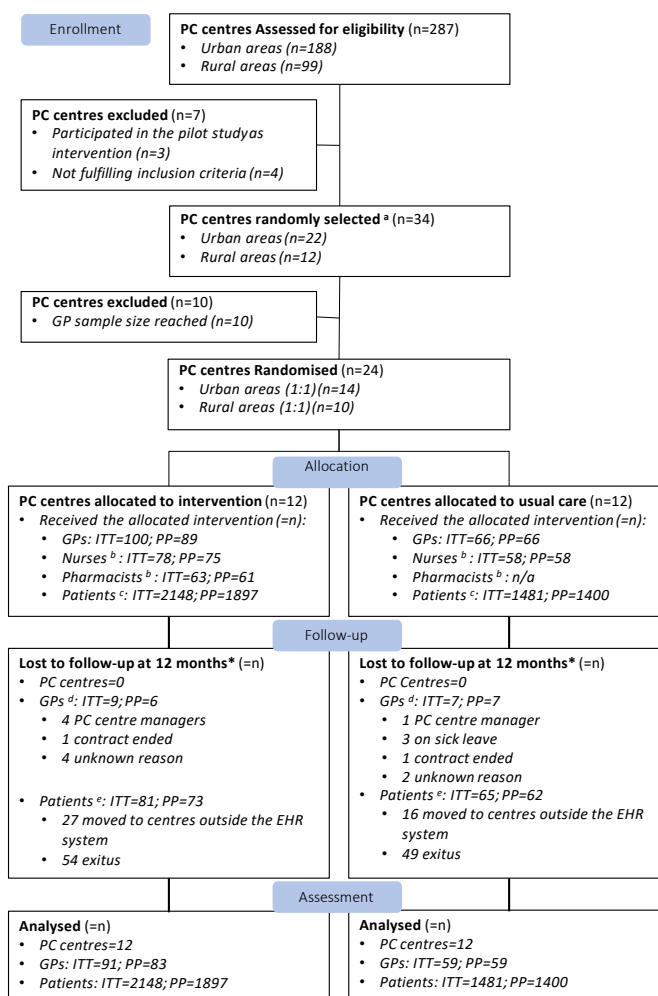 Enrollment
PC centres Assessed for eligibility (n=287)
• Urban areas (n=188)
• Rural areas (n=99)
PC centres excluded (n=7)
• Participated in the pilot study as
intervention (n=3)
• Not fulfilling inclusion criteria (n=4)
PC centres randomly selected a (n=34)
• Urban areas (n=22)
• Rural areas (n=12)
PC centres excluded (n=10)
• GP sample size reached (n=10)
PC centres Randomised (n=24)
• Urban areas (1:1)(n=14)
• Rural areas (1:1)(n=10)
Allocation
PC centres allocated to intervention (n=12)
• Received the allocated intervention (=n):
• GPs: ITT=100; PP=89
• Nurses b : ITT=78; PP=75
• Pharmacists b : ITT=63; PP=61
• Patients c: ITT=2148; PP=1897
PC centres allocated to usual care (n=12)
• Received the allocated intervention (=n):
• GPs: ITT=66; PP=66
• Nurses b : ITT=58; PP=58
• Pharmacists b : n/a
• Patients c: ITT=1481; PP=1400
Follow-up
Lost to follow-up at 12 months* (=n)
• PC centres=0
• GPs d: ITT=9; PP=6
• 4 PC centre managers
• 1 contract ended
• 4 unknown reason
• Patients e: ITT=81; PP=73
• 27 moved to centres outside the EHR
system
• 54 exitus
Lost to follow-up at 12 months* (=n)
• PC Centres=0
• GPs d: ITT=7; PP=7
• 1 PC centre manager
• 3 on sick leave
• 1 contract ended
• 2 unknown reason
• Patients e: ITT=65; PP=62
• 16 moved to centres outside the EHR
system
• 49 exitus
Assessment
Analysed (=n)
• PC centres=12
• GPs: ITT=91; PP=83
• Patients: ITT=2148; PP=1897
Analysed (=n)
• PC centres=12
• GPs: ITT=59; PP=59
• Patients: ITT=1481; PP=1400